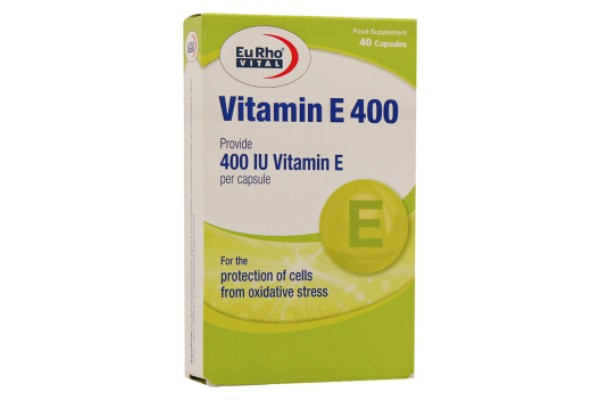 Food Supplement
40 Capsules
EuRho®
VITAL
Vitamin E 400
Provide
400 IU Vitamin E
per capsule
E
For the
protection of cells
from oxidative stress